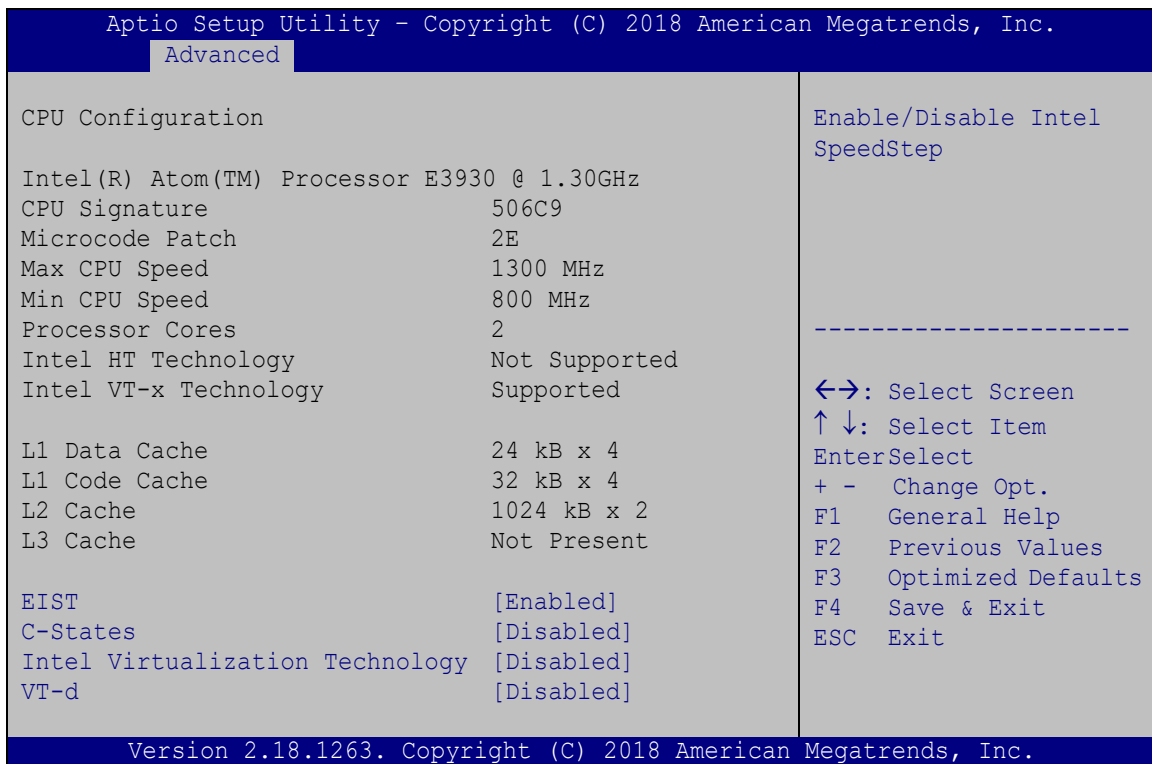 Aptio Setup Utility – Copyright (C) 2018 American Megatrends, Inc.
Advanced
CPU Configuration
Intel(R) Atom(TM) Processor E3930 @ 1.30GHz
CPU Signature 506C9
Microcode Patch 2E
Max CPU Speed 1300 MHz
Min CPU Speed 800 MHz
Processor Cores 2
Intel HT Technology Not Supported
Intel VT-x Technology Supported
L1 Data Cache 24 kB x 4
L1 Code Cache 32 kB x 4
L2 Cache 1024 kB x 2
L3 Cache Not Present
EIST [Enabled]
C-States [Disabled]
Intel Virtualization Technology [Disabled]
VT-d [Disabled]
Enable/Disable Intel
SpeedStep
----------------------
←→: Select Screen
↑ ↓: Select Item
EnterSelect
+ - Change Opt.
F1 General Help
F2 Previous Values
F3 Optimized Defaults
F4 Save & Exit
ESC Exit
Version 2.18.1263. Copyright (C) 2018 American Megatrends, Inc.